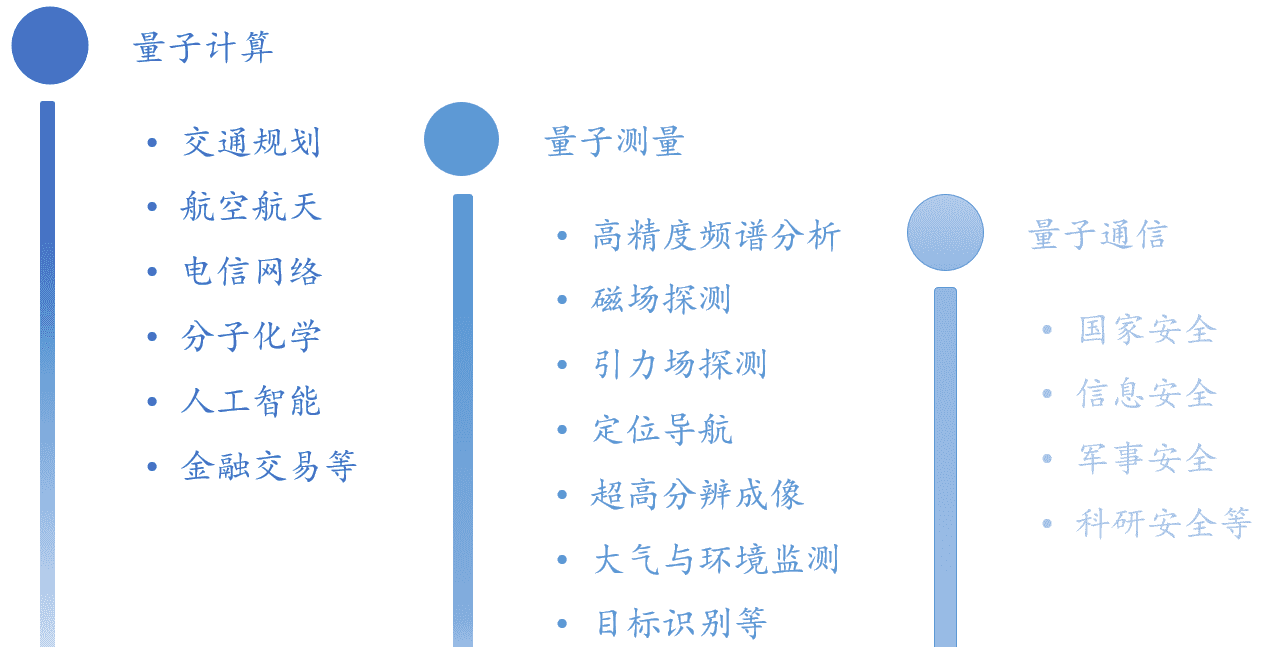 量子计算
• 交通规划
• 航空航天
• 电信网络
• 分子化学
• 人工智能
• 金融交易等
量子测量
• 高精度频谱分析
• 磁场探测
• 引力场探测
• 定位导航
• 超高分辨成像
• 大气与环境监测
• 目标识别等
量子通信
• 国家安全
• 信息安全
• 军事安全
• 科研安全等